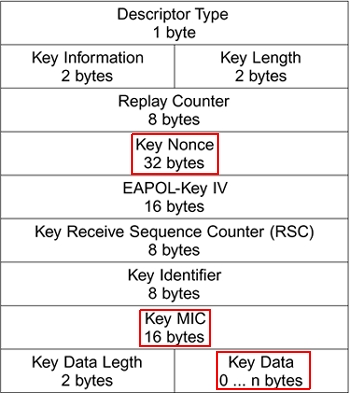 Descriptor Type
1 byte
Key Information
2 bytes
Key Length
2 bytes
Replay Counter
8 bytes
Key Nonce
32 bytes
EAPOL-Key IV
16 bytes
Key Receive Sequence Counter (RSC)
8 bytes
Key Identifier
8 bytes
Key MIC
16 bytes
Key Data Legth
2 bytes
Key Data
0 ... n bytes